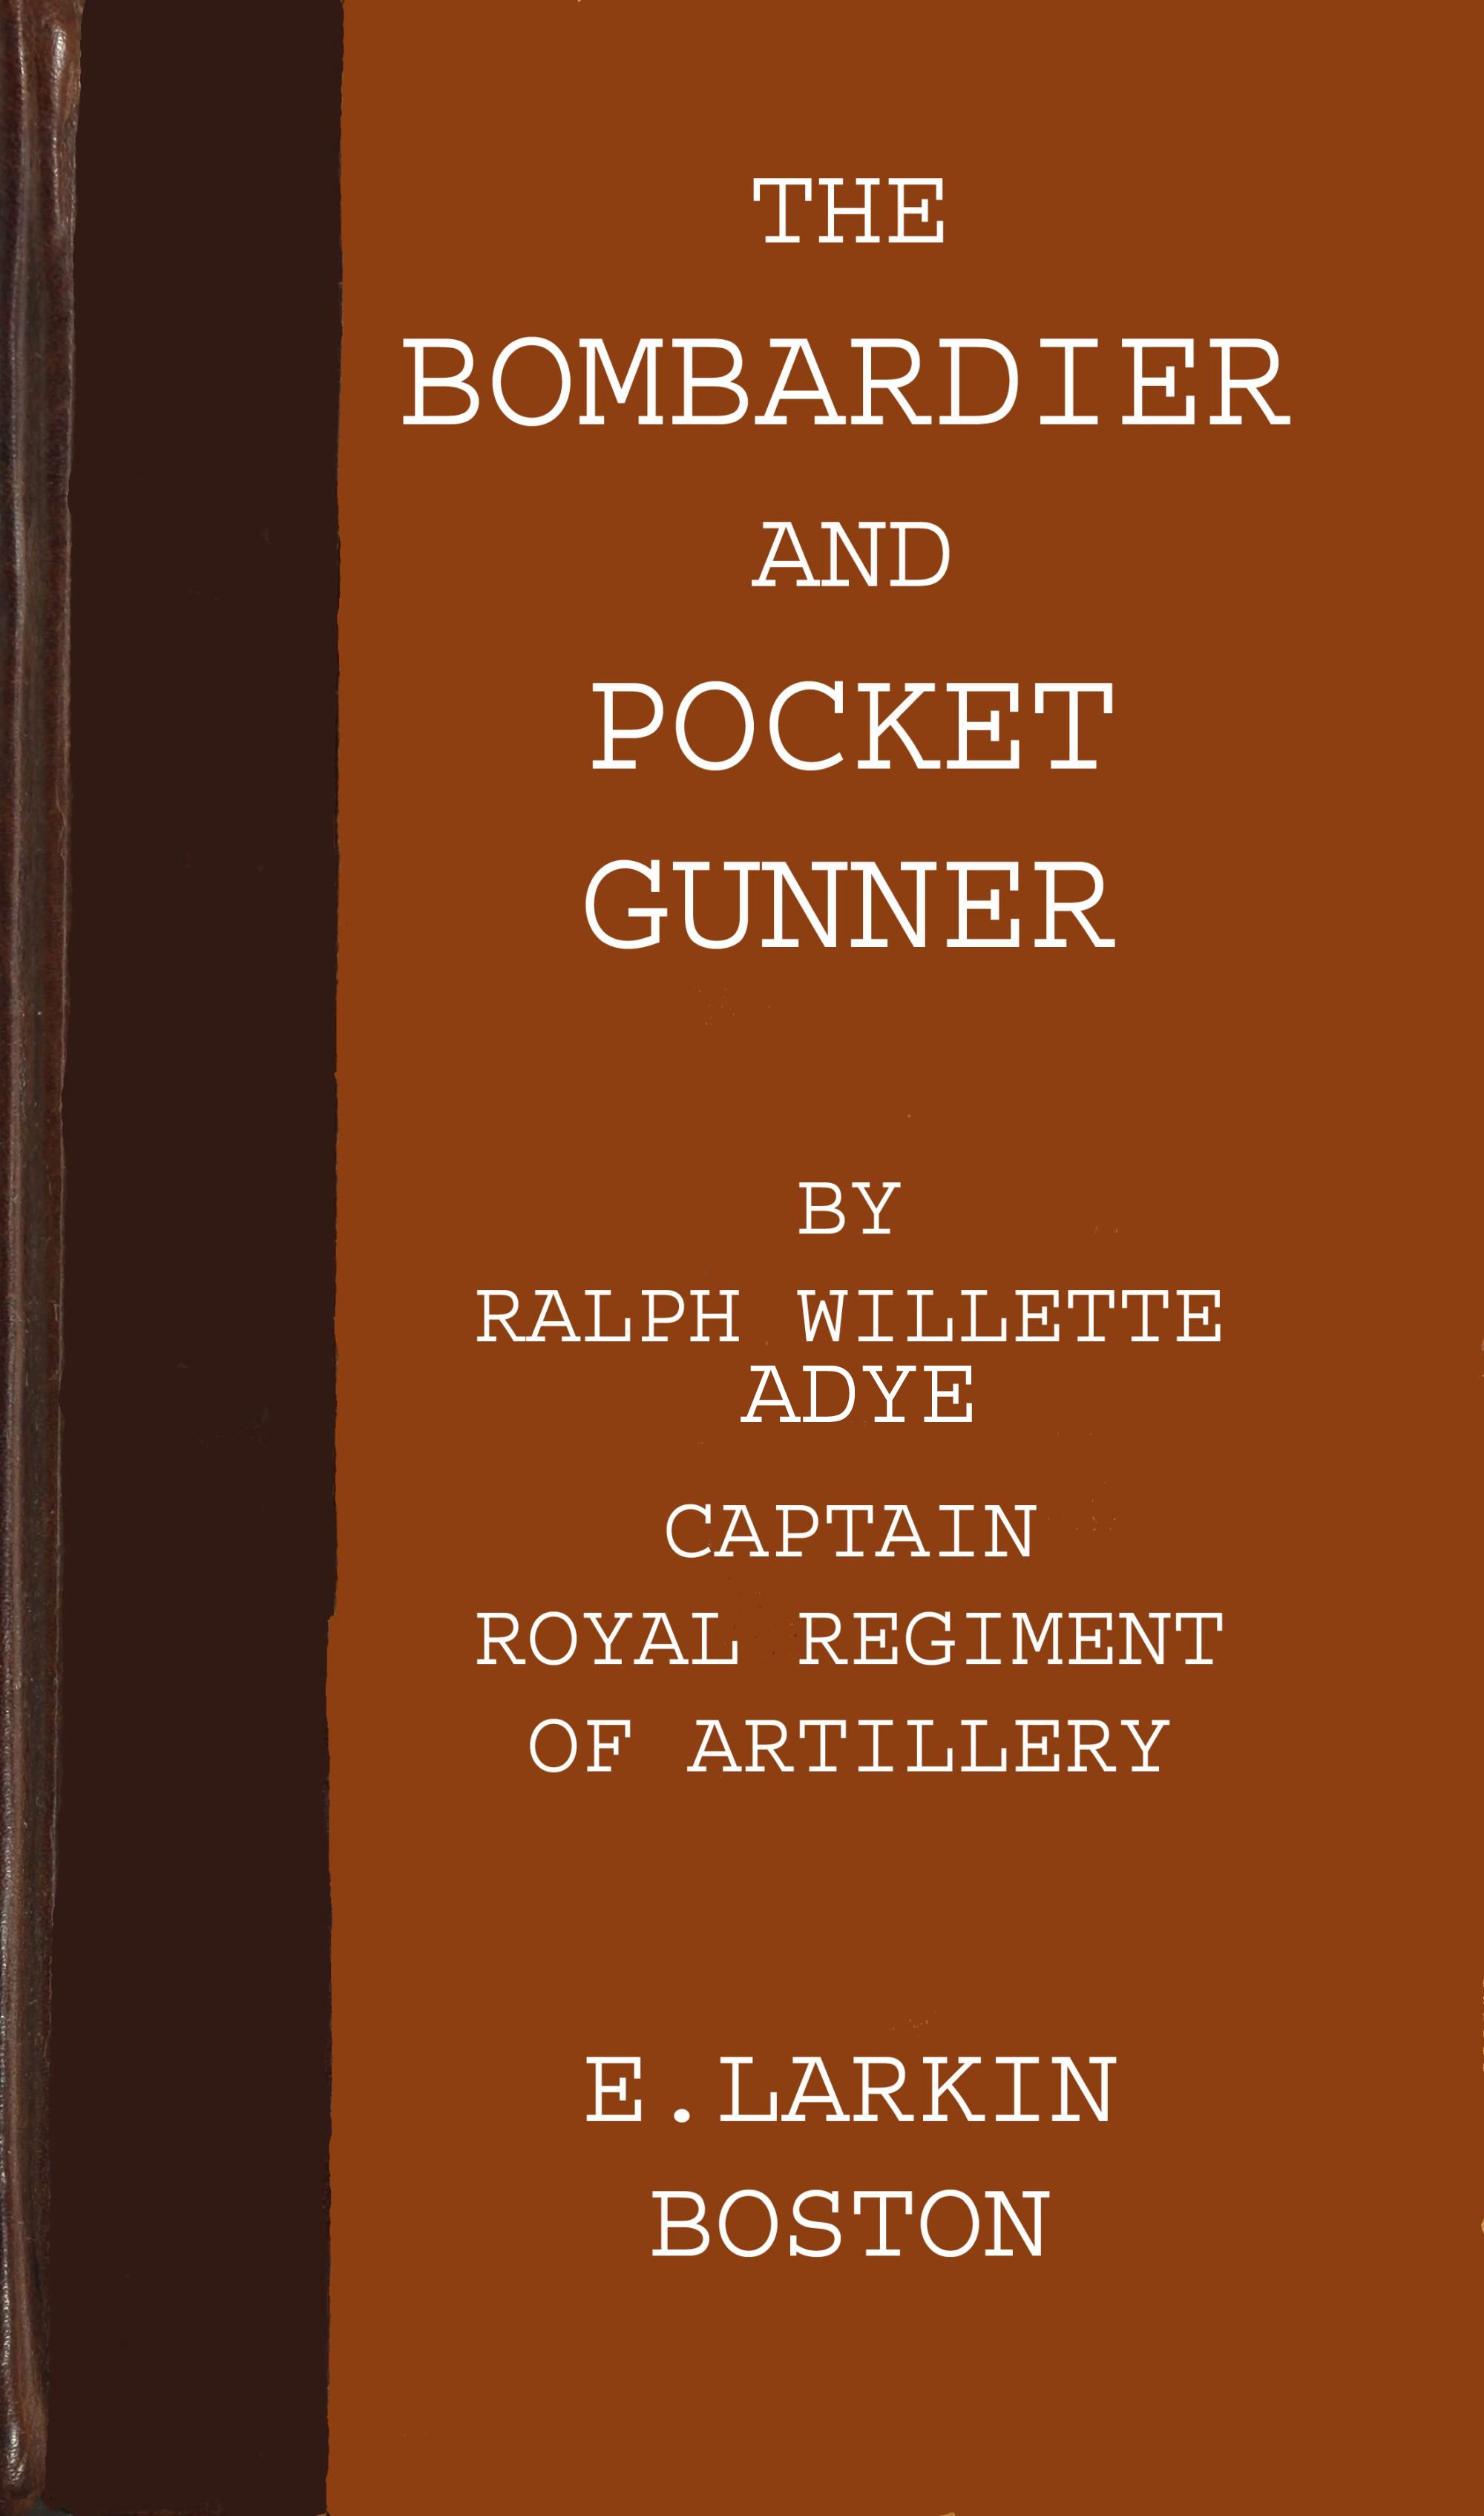 THE
BOMBARDIER
AND
POCKET
GUNNER
BY
RALPH WILLETTE
ADYE
CAPTAIN
ROYAL REGIMENT
OF ARTILLERY
E.LARKIN
BOSTON